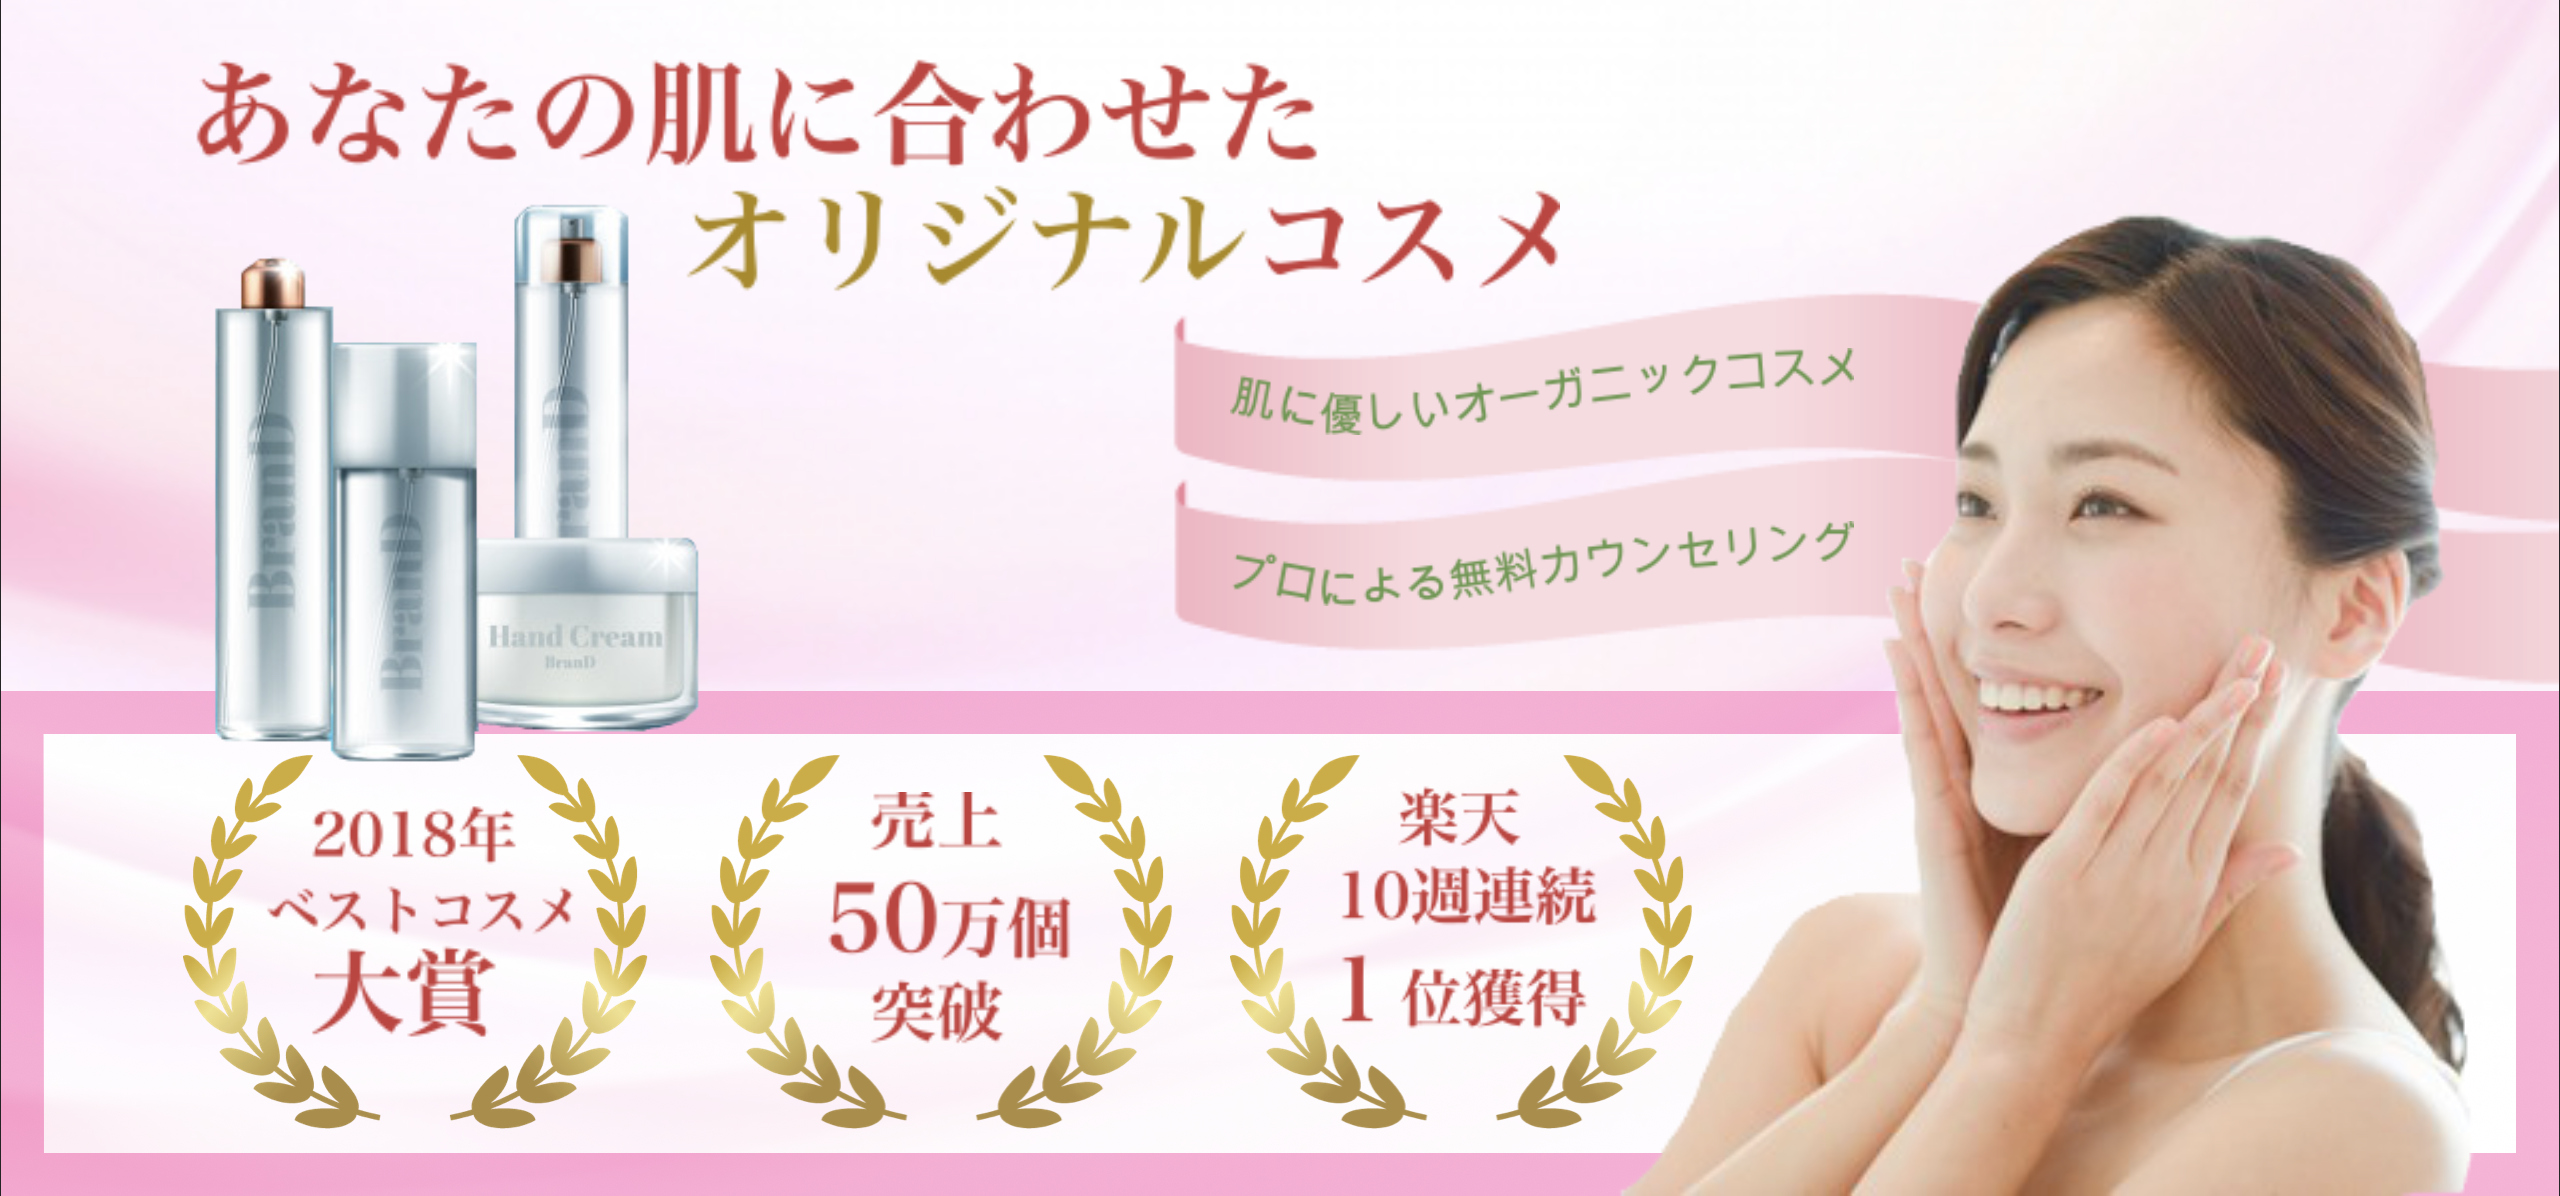 あなたの肌に合わせた
オリジナルコスメ
肌に優しいオーガニックコスメ
プロによる無料カウンセリング
BranD
BranD
BranD
Hand Cream
BranD
2018年
ベストコスメ
大賞
売上
50万個
突破
楽天
10週連続
1 位獲得